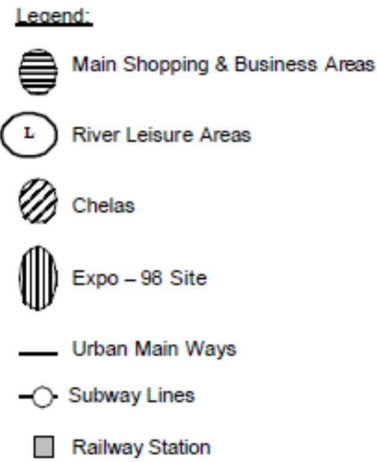 Legend:
Main Shopping & Business Areas
L River Leisure Areas
Chelas
Expo – 98 Site
Urban Main Ways
Subway Lines
Railway Station